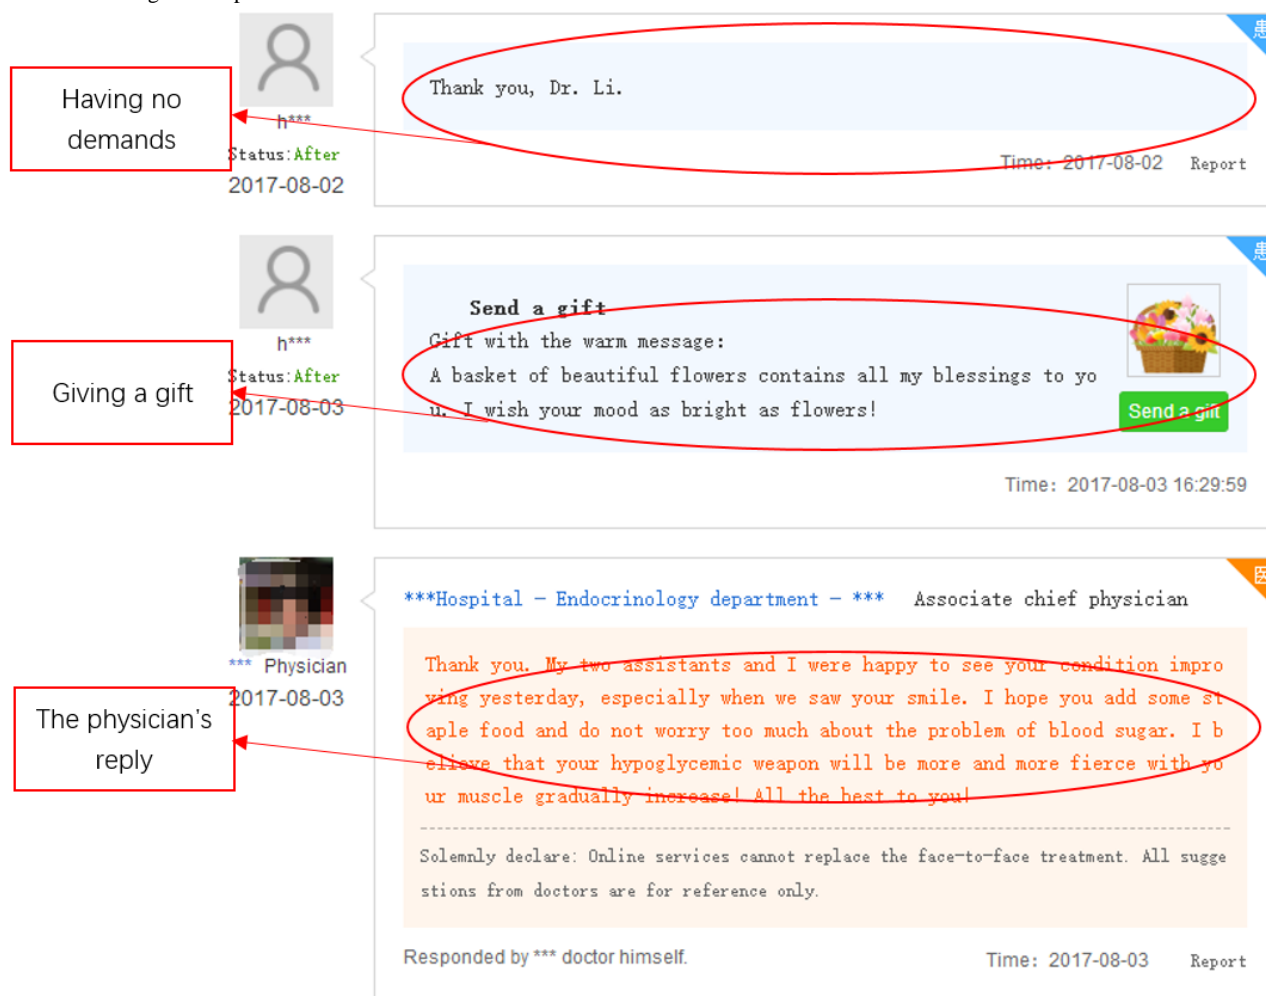 患
Having no
demands
Thank you, Dr. Li.
h***
Status:After
2017-08-02
Time: 2017-08-02 Report
患
Send a gift
Gift with the warm message:
A basket of beautiful flowers contains all my blessings to yo
u. I wish your mood as bright as flowers!
Send a gift
h***
Status:After
2017-08-03
Giving a gift
Time: 2017-08-03 16:29:59
医
***Hospital - Endocrinology department - *** Associate chief physician
*** Physician
2017-08-03
The physician's
reply
Thank you. My two assistants and I were happy to see your condition impro
ving yesterday, especially when we saw your smile. I hope you add some st
aple food and do not worry too much about the problem of blood sugar. I b
elieve that your hypoglycemic weapon will be more and more fierce with yo
ur muscle gradually increase! All the best to you!
Solemnly declare: Online services cannot replace the face-to-face treatment. All sugge
stions from doctors are for reference only.
Responded by *** doctor himself.
Time: 2017-08-03 Report